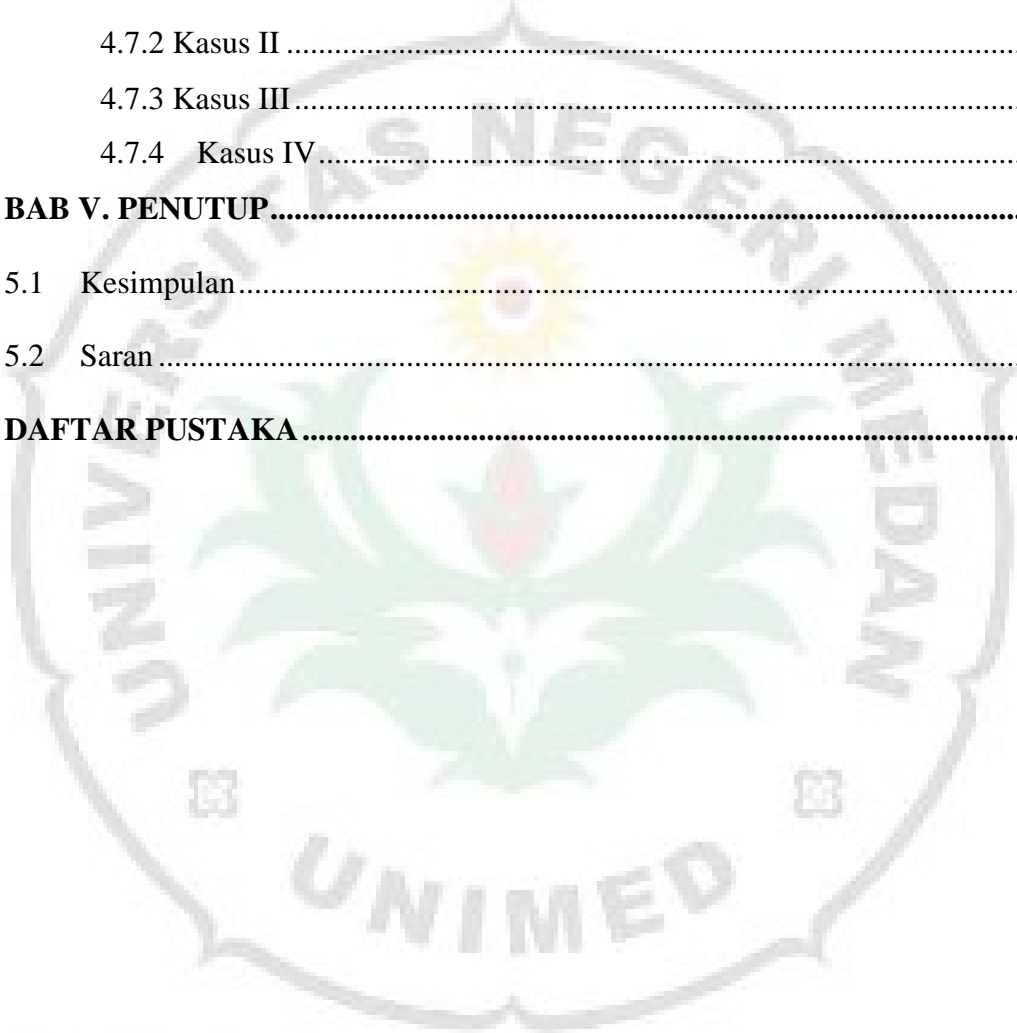 4.7.2 Kasus II ..........................................................................................
4.7.3 Kasus III..........................................................................................
4.7.4 Kasus IV..........................................................................................
BAB V. PENUTUP..........................................................................................
5.1 Kesimpulan..........................................................................................
5.2 Saran ..........................................................................................
DAFTAR PUSTAKA ..........................................................................................
UNIVERSITAS NEGERI MEDAN
UNIMED